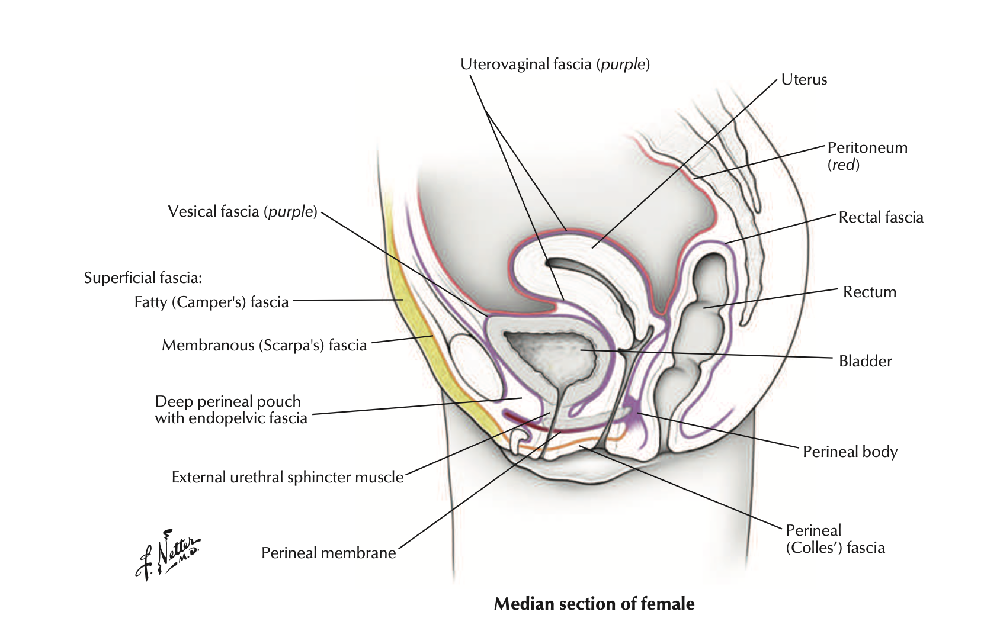 Uterovaginal fascia (purple)
Uterus
Peritoneum
(red)
Vesical fascia (purple)
Rectal fascia
Superficial fascia:
Fatty (Camper's) fascia
Rectum
Membranous (Scarpa's) fascia
Bladder
Deep perineal pouch
with endopelvic fascia
Perineal body
External urethral sphincter muscle
Perineal
(Colles’) fascia
Perineal membrane
F. Netter
M.D.
Median section of female